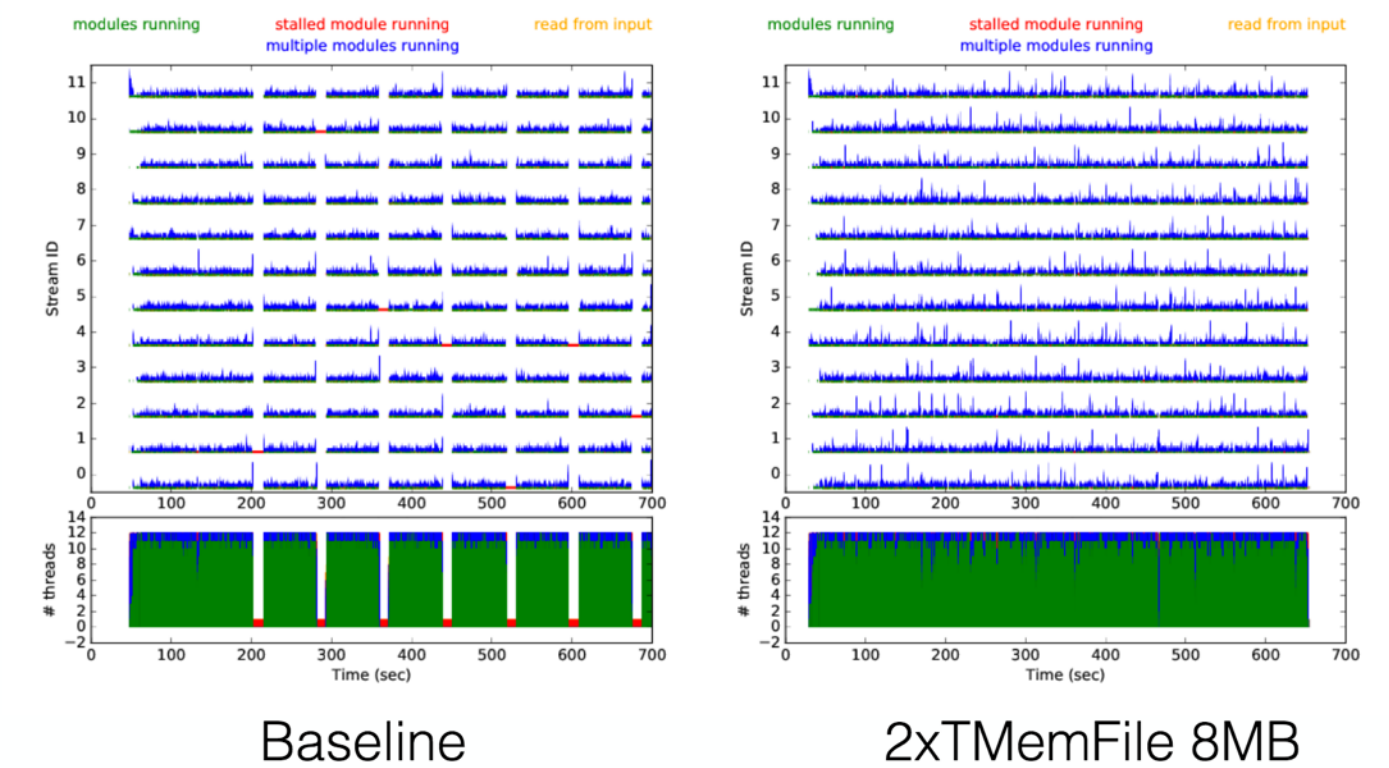 modules running stalled module running read from input
multiple modules running
11
10
9
8
7
6
5
4
3
2
1
0
Stream ID
0 100 200 300 400 500 600 700
14
12
10
8
6
4
2
0
−2
# threads
0 100 200 300 400 500 600 700
Time (sec)
Baseline
modules running stalled module running read from input
multiple modules running
11
10
9
8
7
6
5
4
3
2
1
0
Stream ID
0 100 200 300 400 500 600 700
14
12
10
8
6
4
2
0
−2
# threads
0 100 200 300 400 500 600 700
Time (sec)
2xTMemFile 8MB